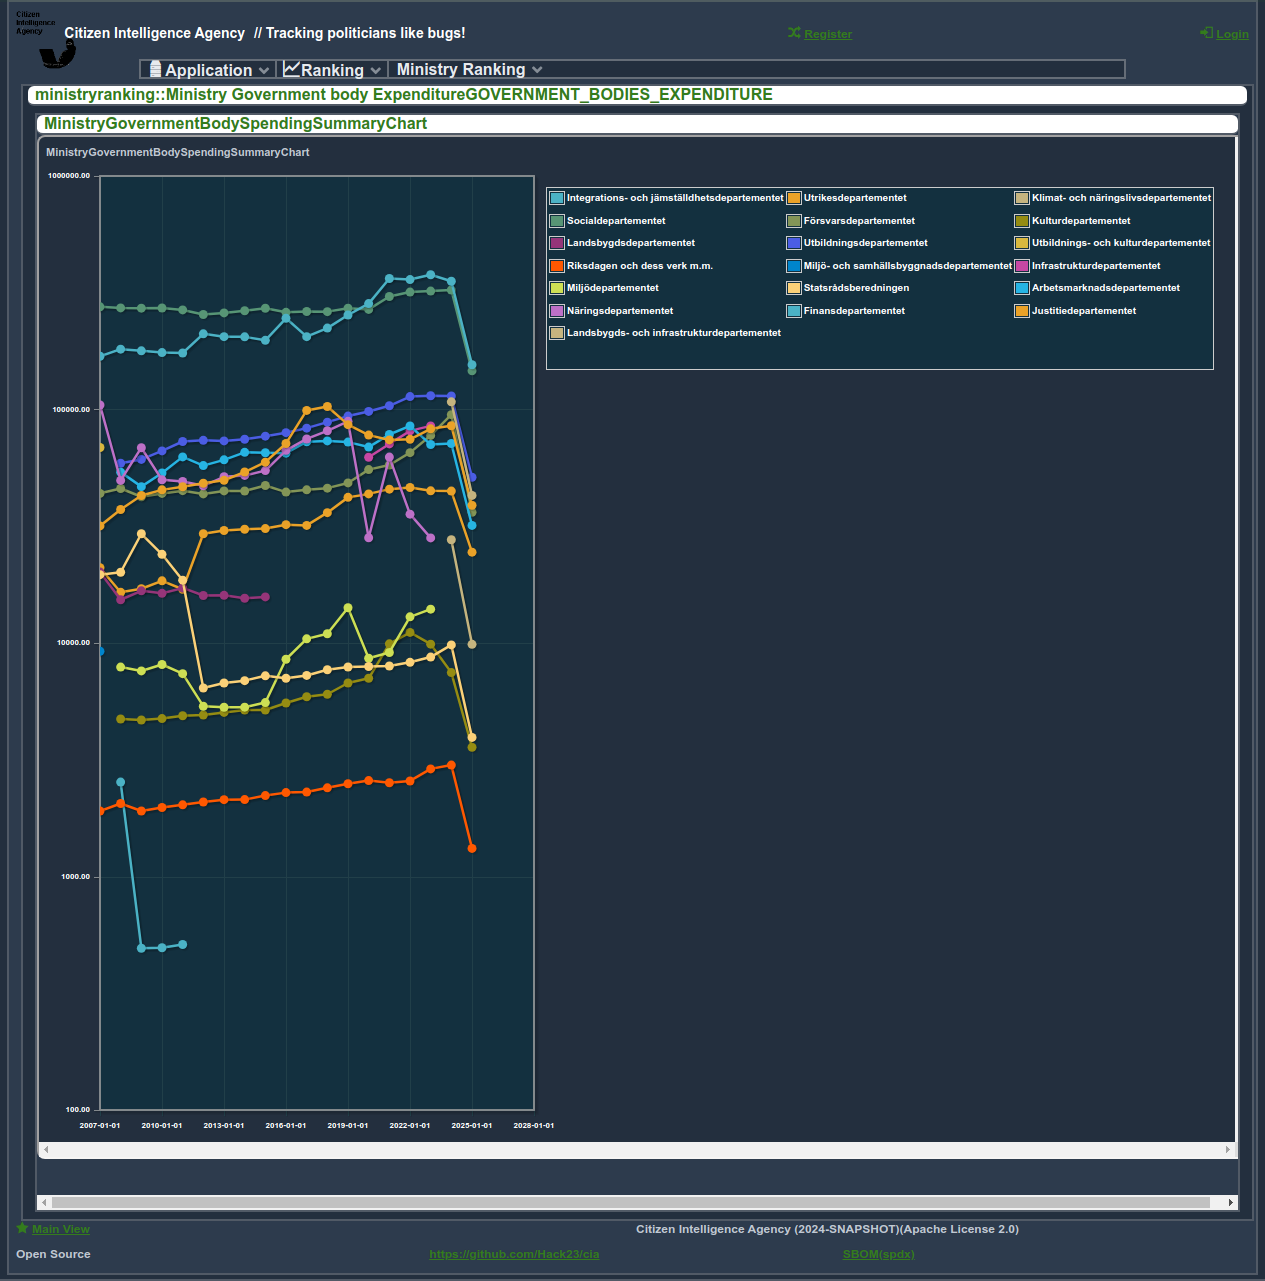 Citizen
Intelligence
Agency
Citizen Intelligence Agency // Tracking politicians like bugs!
Register
Login
Application
Ranking
Ministry Ranking
ministryranking::Ministry Government body ExpenditureGOVERNMENT_BODIES_EXPENDITURE
MinistryGovernmentBodySpendingSummaryChart
MinistryGovernmentBodySpendingSummaryChart
1000000.00
100000.00
10000.00
1000.00
100.00
2007-01-01 2010-01-01 2013-01-01 2016-01-01 2019-01-01 2022-01-01 2025-01-01 2028-01-01
Integrations- och jämställdhetsdepartementet Utrikesdepartementet Klimat- och näringslivsdepartementet
Socialdepartementet Försvarsdepartementet Kulturdepartementet
Landsbygdsdepartementet Utbildningsdepartementet Utbildnings- och kulturdepartementet
Riksdagen och dess verk m.m. Miljö- och samhällsbyggnadsdepartementet Infrastrukturdepartementet
Miljödepartementet Statsrådsberedningen Arbetsmarknadsdepartementet
Näringsdepartementet Finansdepartementet Justitiedepartementet
Landsbygds- och infrastrukturdepartementet
Main View
Citizen Intelligence Agency (2024-SNAPSHOT)(Apache License 2.0)
Open Source
https://github.com/Hack23/cia
SBOM(spdx)